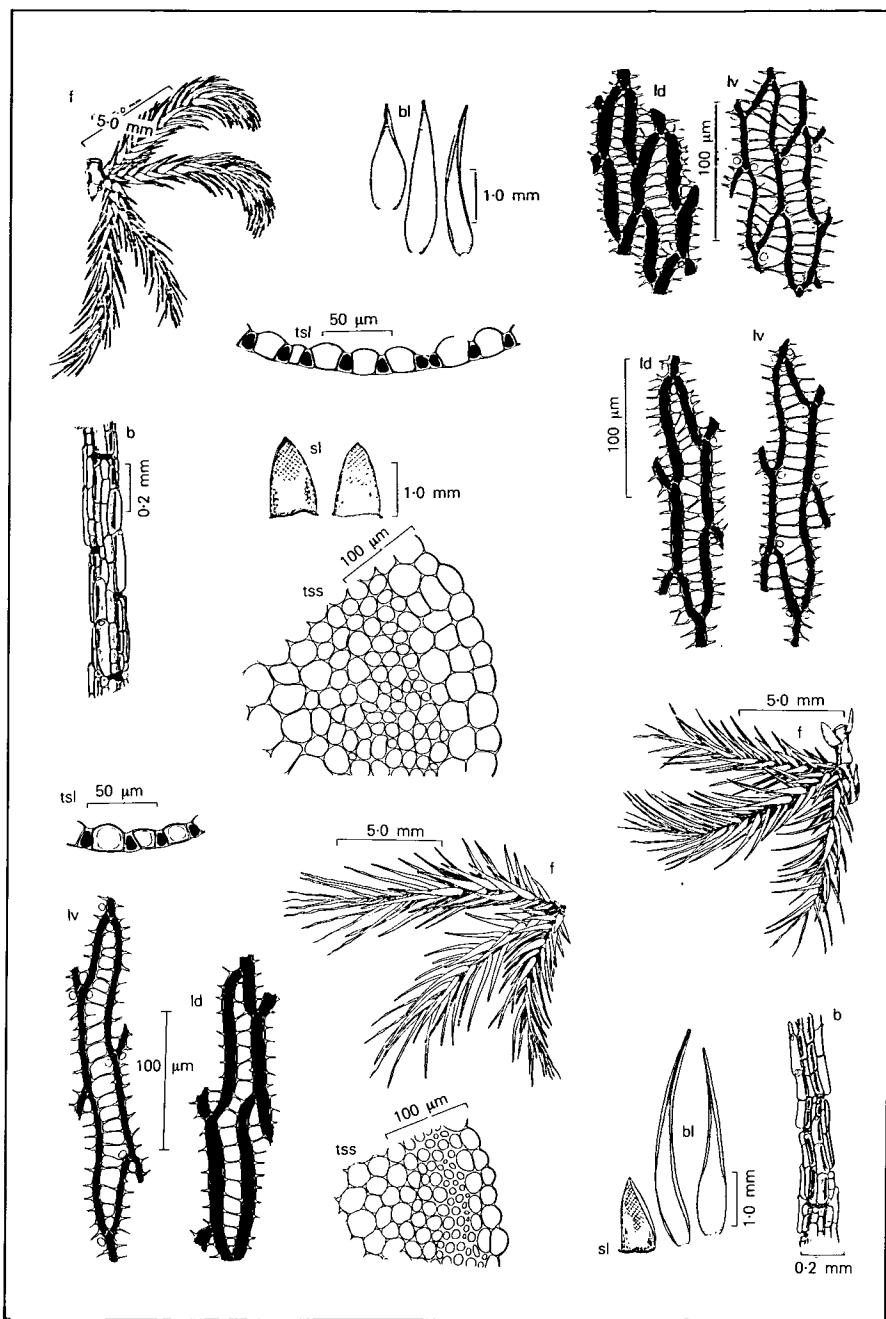 f
5·0 mm
bl
1·0 mm
ld
lv
100 μm
tsl
50 μm
ld
lv
100 μm
b
0·2 mm
sl
1·0 mm
100 μm
tss
5·0 mm
f
tsl
50 μm
5·0 mm
f
lv
ld
100 μm
100 μm
tss
bl
sl
1·0 mm
b
0·2 mm